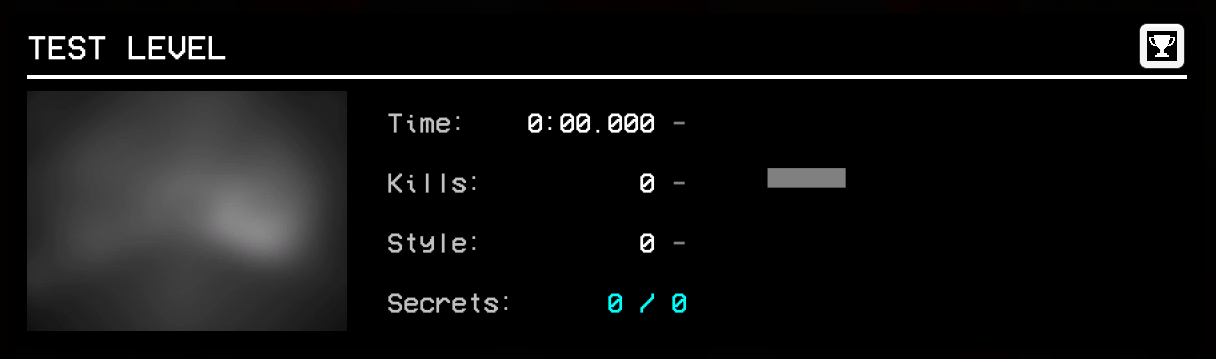 TEST LEVEL
Time: 0:00.000 -
Kills: 0 -
Style: 0 -
Secrets: 0 / 0